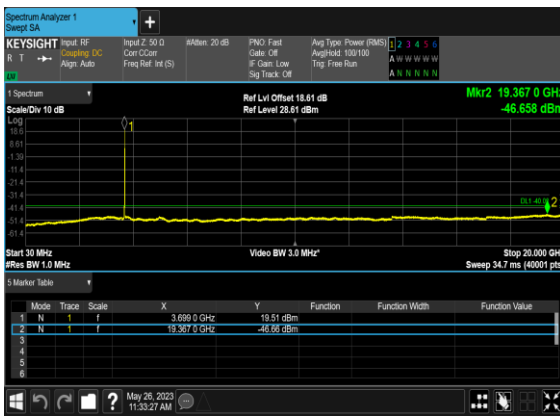 Spectrum Analyzer 1
Swept SA
+
KEYSIGHT Input: RF Input Z: 50 Ω #Atten: 20 dB PNO: Fast Avg Type: Power (RMS) 1 2 3 4 5 6
R T Coupling: DC Corr CCorr Gate: Off Avg|Hold: 100/100 A W W W W W
Align: Auto Freq Ref: Int (S) IF Gain: Low Trig: Free Run
Sig Track: Off A N N N N N
1 Spectrum
Ref Lvl Offset 18.61 dB Mkr2 19.367 0 GHz
Scale/Div 10 dB Ref Level 28.61 dBm -46.658 dBm
Log
18.6
8.61
-1.39
-11.4
-21.4
-31.4
-41.4
-51.4
-61.4
1
2
Start 30 MHz Video BW 3.0 MHz* Stop 20.000 GHz
#Res BW 1.0 MHz Sweep 34.7 ms (40001 pts)
5 Marker Table
Mode Trace Scale X Y Function Function Width Function Value
1 N 1 f 3.699 0 GHz 19.51 dBm
2 N 1 f 19.367 0 GHz -46.66 dBm
3
4
5
6
? May 26, 2023
11:33:27 AM